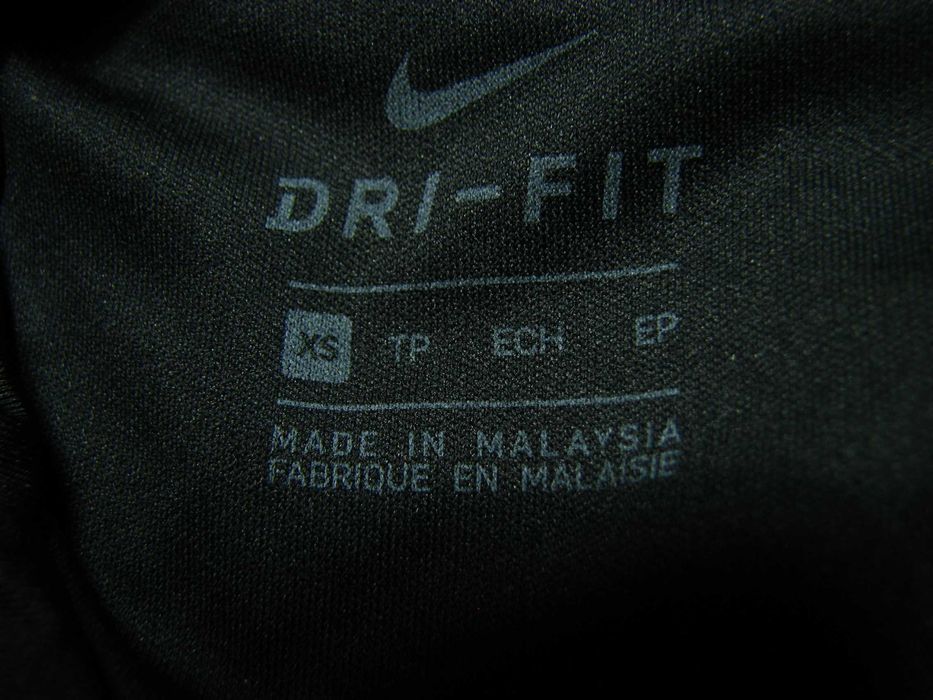 DRI-FIT
XS TP ECH EP
MADE IN MALAYSIA
FABRIQUE EN MALAISIE